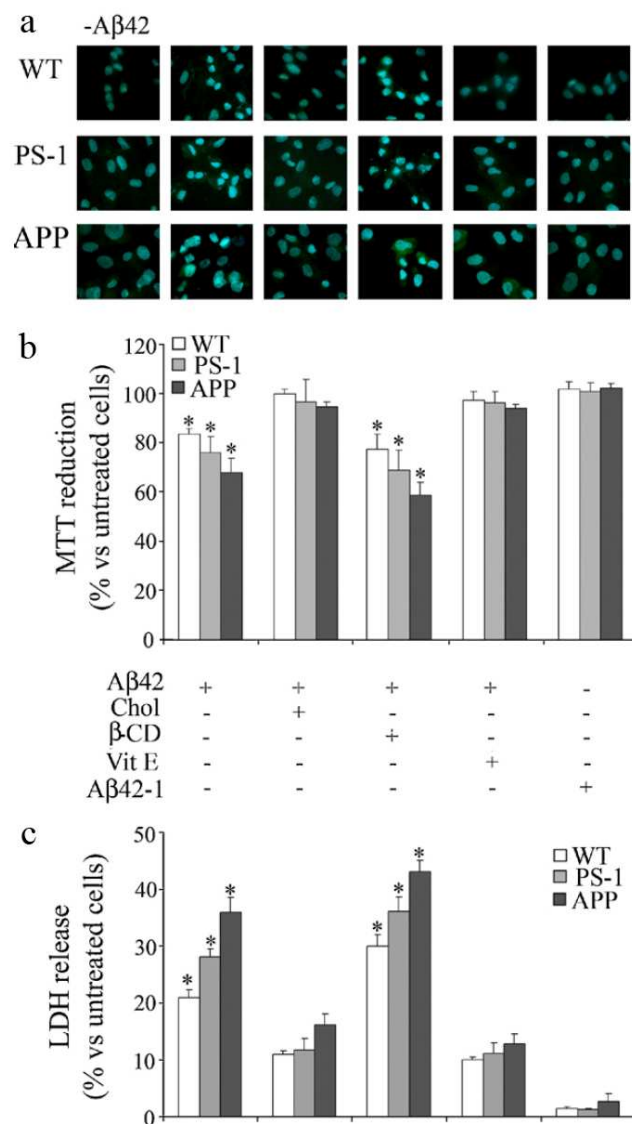 a
-Aβ42
WT
PS-1
APP
b
MTT reduction
(% vs untreated cells)
120
100
80
60
40
20
0
WT
PS-1
APP
* * *
* * *
Aβ42 + + + + -
Chol - + - - -
β-CD - - + - -
Vit E - - - + -
Aβ42-1 - - - - +
c
LDH release
(% vs untreated cells)
50
40
30
20
10
0
WT
PS-1
APP
* * *
* * *